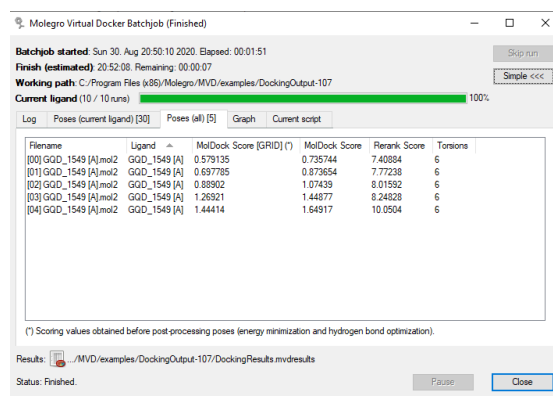 Molegro Virtual Docker Batchjob (Finished)
Batchjob started: Sun 30. Aug 20:50:10 2020. Elapsed: 00:01:51
Skip run
Finish (estimated): 20:52:08. Remaining: 00:00:07
Working path: C:/Program Files (x86)/Molegro/MVD/examples/DockingOutput-107
Simple <<<
Current ligand (10 / 10 runs) 100%
Log Poses (current ligand) [30] Poses (all) [5] Graph Current script
Filename Ligand MolDock Score [GRID] (*) MolDock Score Rerank Score Torsions
[00] GQD_1549 [A].mol2 GQD_1549 [A] 0.579135 0.735744 7.40884 6
[01] GQD_1549 [A].mol2 GQD_1549 [A] 0.697785 0.873654 7.77238 6
[02] GQD_1549 [A].mol2 GQD_1549 [A] 0.88902 1.07439 8.01592 6
[03] GQD_1549 [A].mol2 GQD_1549 [A] 1.26921 1.44877 8.24828 6
[04] GQD_1549 [A].mol2 GQD_1549 [A] 1.44414 1.64917 10.0504 6
(*) Scoring values obtained before post-processing poses (energy minimization and hydrogen bond optimization).
Results: .../MVD/examples/DockingOutput-107/DockingResults.mvdresults
Status: Finished. Pause Close